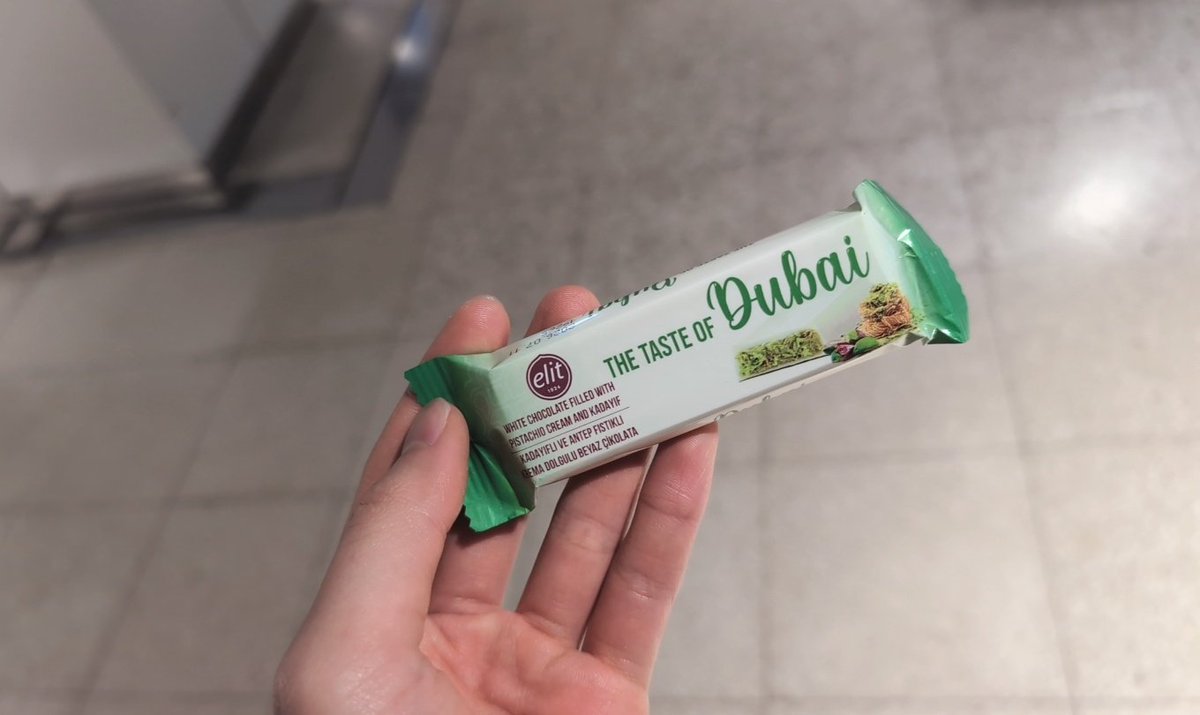 elit
1924
THE TASTE OF
Dubai
WHITE CHOCOLATE FILLED WITH
PISTACHIO CREAM AND KADAYIF
KADAYIFLI VE ANTEP FISTIKLI
KREMA DOLGULU BEYAZ ÇİKOLATA